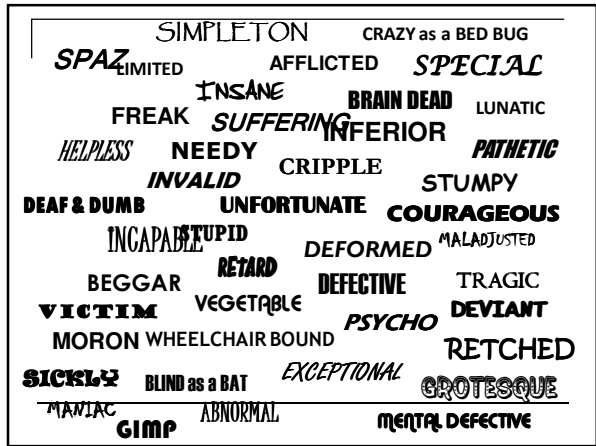 SIMPLETON CRAZY as a BED BUG
SPAZ LIMITED AFFLICTED SPECIAL
INSANE BRAIN DEAD LUNATIC
FREAK SUFFERING INFERIOR
HELPLESS NEEDY CRIPPLE PATHETIC
INVALID STUMPY
DEAF & DUMB UNFORTUNATE COURAGEOUS
INCAPABLE STUPID DEFORMED MALADJUSTED
RETARD
BEGGAR DEFECTIVE TRAGIC
VICTIM VEGETABLE PSYCHO DEVIANT
MORON WHEELCHAIR BOUND RETCHED
SICKLY BLIND as a BAT EXCEPTIONAL GROTESQUE
MANIAC GIMP ABNORMAL MENTAL DEFECTIVE